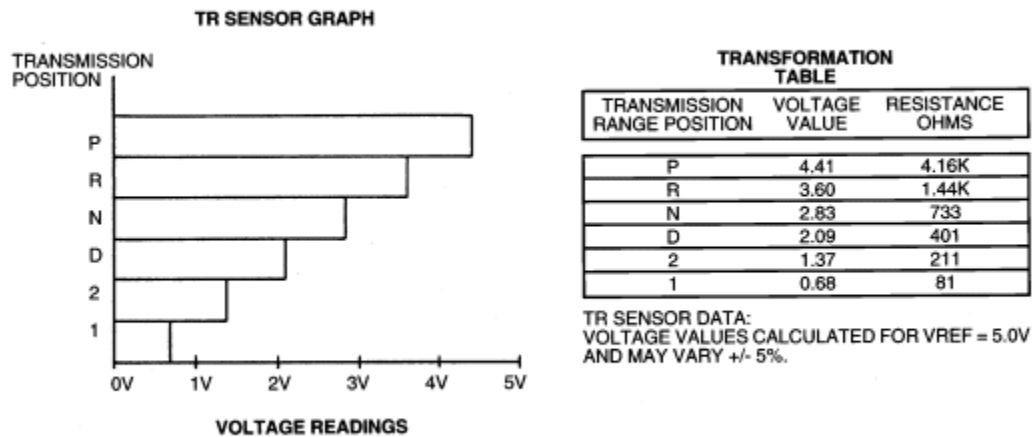 TR SENSOR GRAPH
TRANSMISSION
POSITION
P
R
N
D
2
1
0V 1V 2V 3V 4V 5V
VOLTAGE READINGS
TRANSFORMATION
TABLE
TRANSMISSION VOLTAGE RESISTANCE
RANGE POSITION VALUE OHMS
P 4.41 4.16K
R 3.60 1.44K
N 2.83 733
D 2.09 401
2 1.37 211
1 0.68 81
TR SENSOR DATA:
VOLTAGE VALUES CALCULATED FOR VREF = 5.0V
AND MAY VARY +/- 5%.